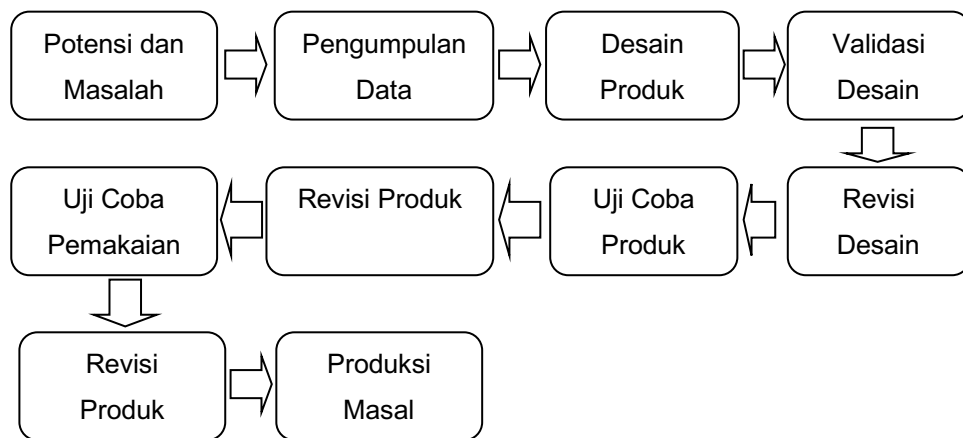 Potensi dan
Masalah
Pengumpulan
Data
Desain
Produk
Validasi
Desain
Revisi
Desain
Uji Coba
Produk
Revisi Produk
Uji Coba
Pemakaian
Revisi
Produk
Produksi
Masal